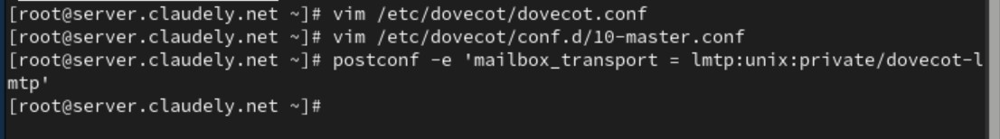 [root@server.claudely.net ~]# vim /etc/dovecot/dovecot.conf
[root@server.claudely.net ~]# vim /etc/dovecot/conf.d/10-master.conf
[root@server.claudely.net ~]# postconf -e 'mailbox_transport = lmtp:unix:private/dovecot-l
mtp'
[root@server.claudely.net ~]#